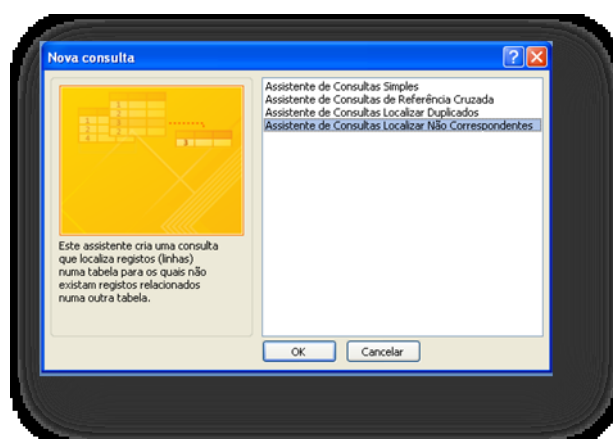 Nova consulta
Assistente de Consultas Simples
Assistente de Consultas de Referência Cruzada
Assistente de Consultas Localizar Duplicados
Assistente de Consultas Localizar Não Correspondentes
Este assistente cria uma consulta
que localiza registos (linhas)
numa tabela para os quais não
existam registos relacionados
numa outra tabela.
OK
Cancelar